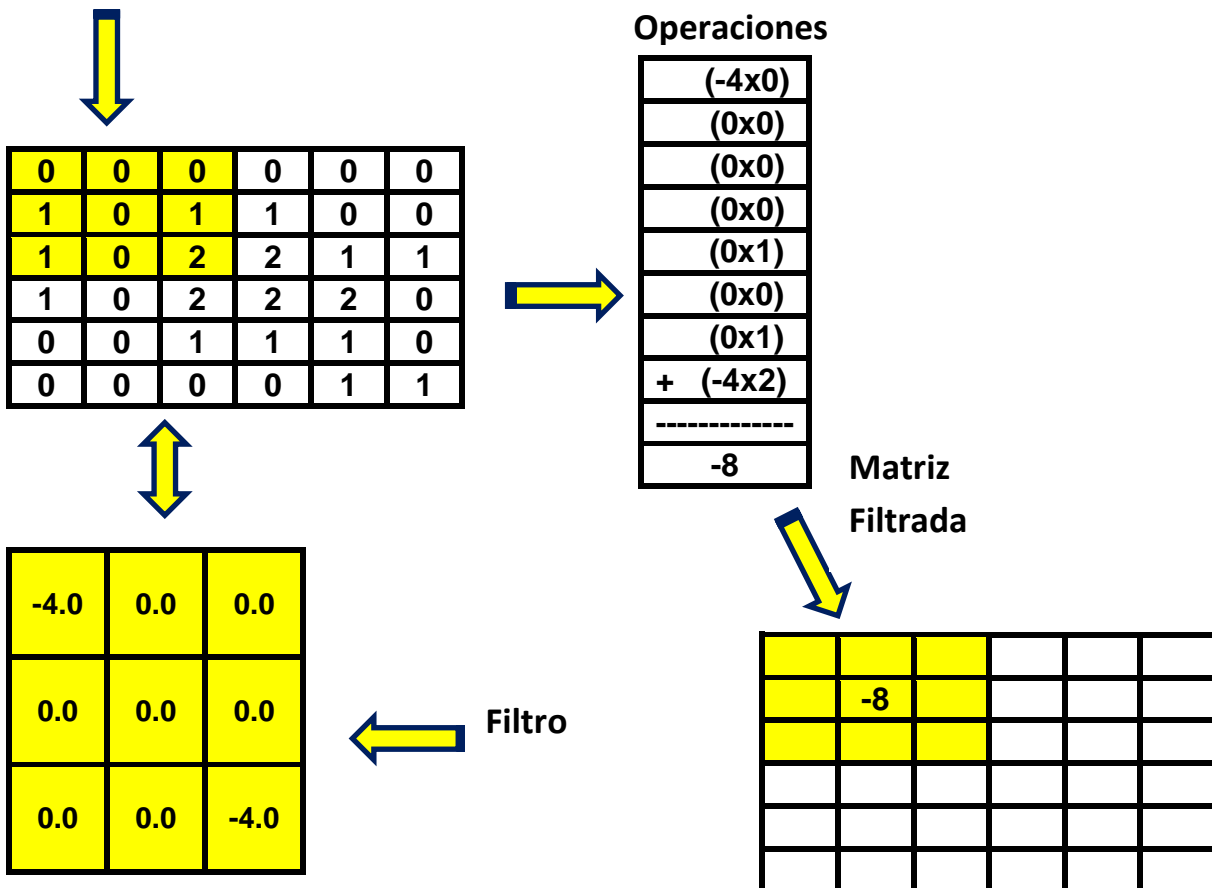 Operaciones
(-4x0)
(0x0)
(0x0)
(0x0)
(0x1)
(0x0)
(0x1)
+ (-4x2)
-------------
-8
0 0 0 0 0 0
1 0 1 1 0 0
1 0 2 2 1 1
1 0 2 2 2 0
0 0 1 1 1 0
0 0 0 0 1 1
Matriz
Filtrada
-4.0 0.0 0.0
0.0 0.0 0.0
0.0 0.0 -4.0
Filtro
-8